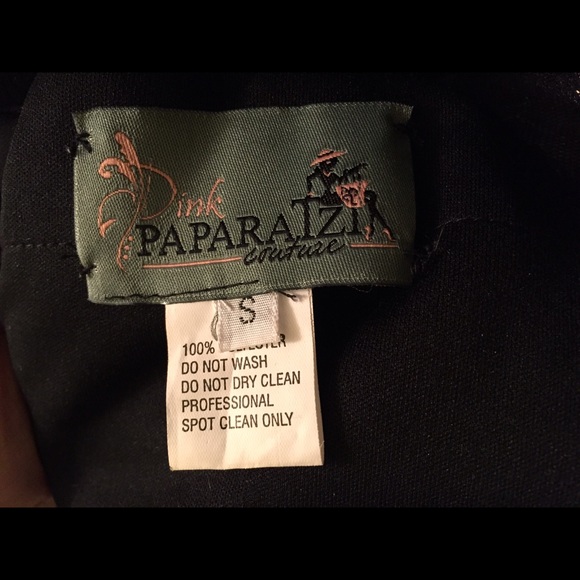 Pink
PAPARATZI
couture
S
100%
DO NOT WASH
DO NOT DRY CLEAN
PROFESSIONAL
SPOT CLEAN ONLY